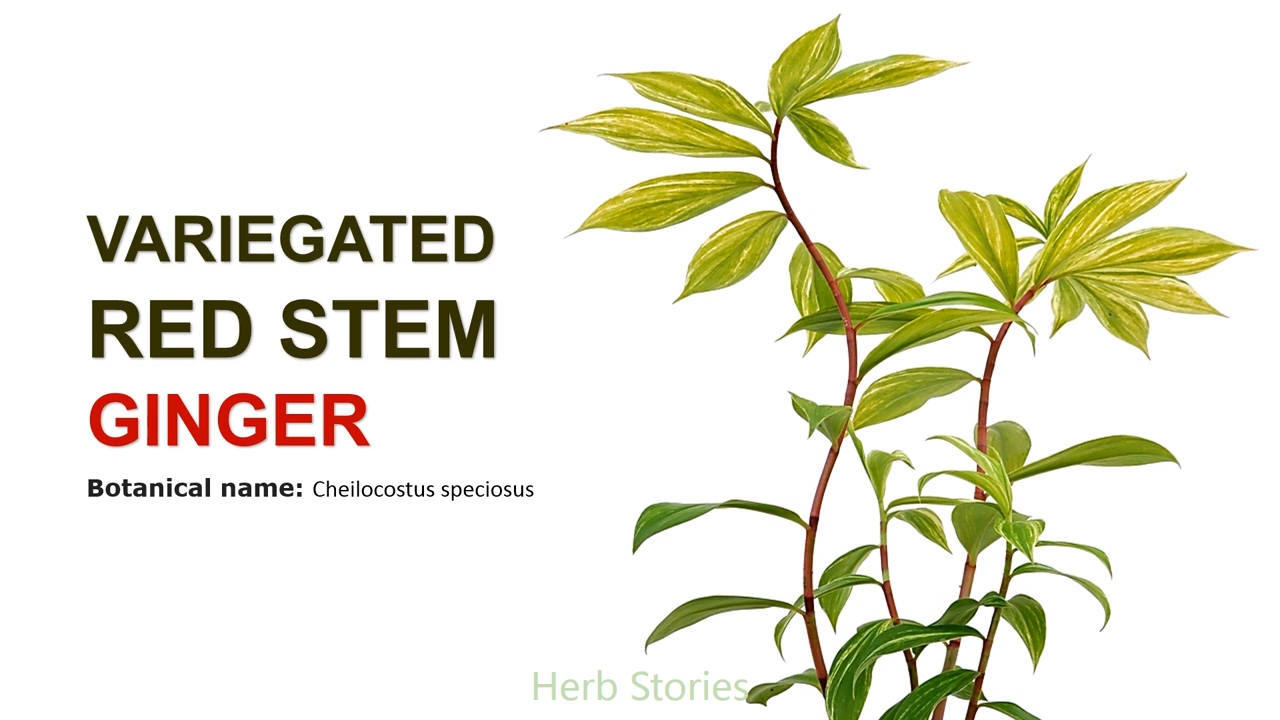 VARIEGATED
RED STEM
GINGER
Botanical name: Cheilocostus speciosus
Herb Stories